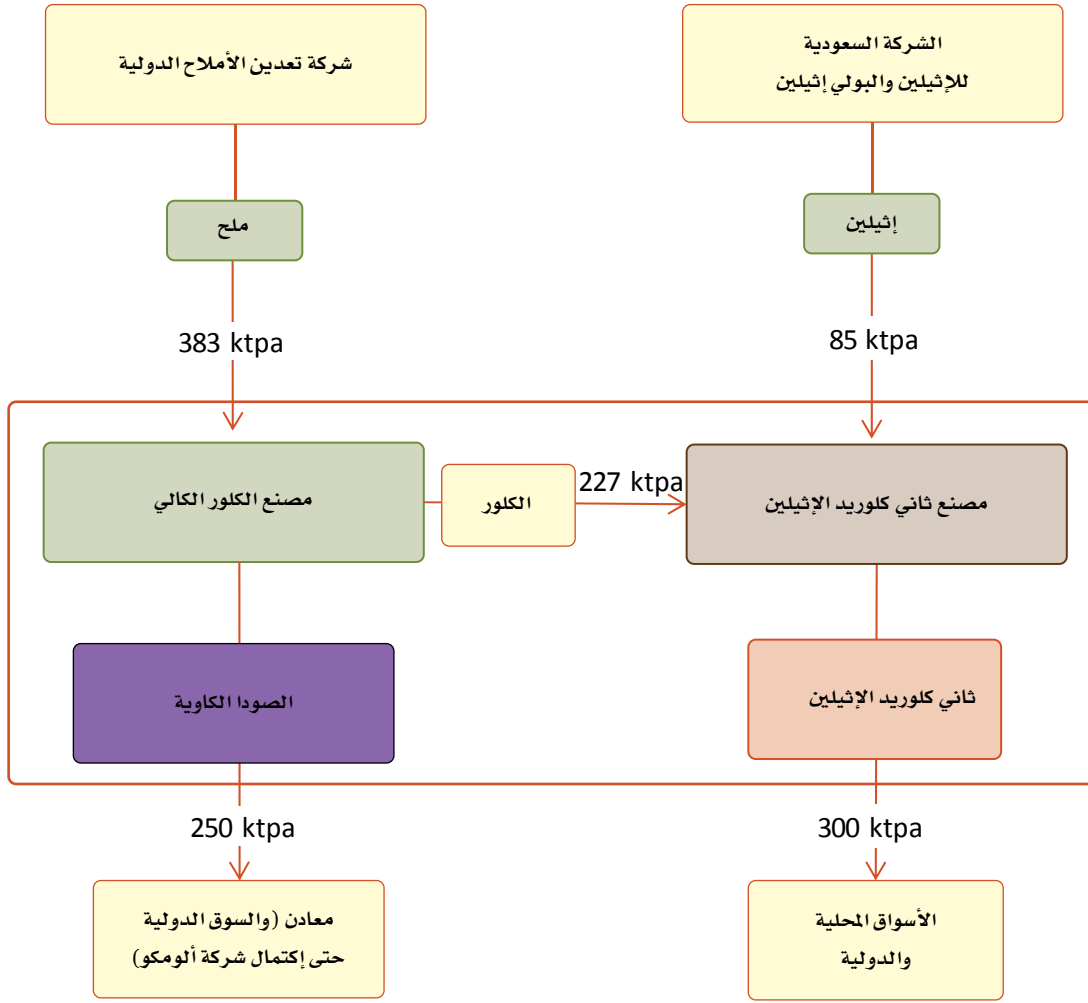 الشركة السعودية
للإثيلين والبولي إثيلين
شركة تعدين الأملاح الدولية
إثيلين
ملح
85 ktpa
383 ktpa
مصنع ثاني كلوريد الإثيلين
227 ktpa
الكلور
مصنع الكلور الكالي
ثاني كلوريد الإثيلين
الصودا الكاوية
300 ktpa
250 ktpa
الأسواق المحلية
والدولية
معادن (والسوق الدولية
حتى إكتمال شركة ألومكو)